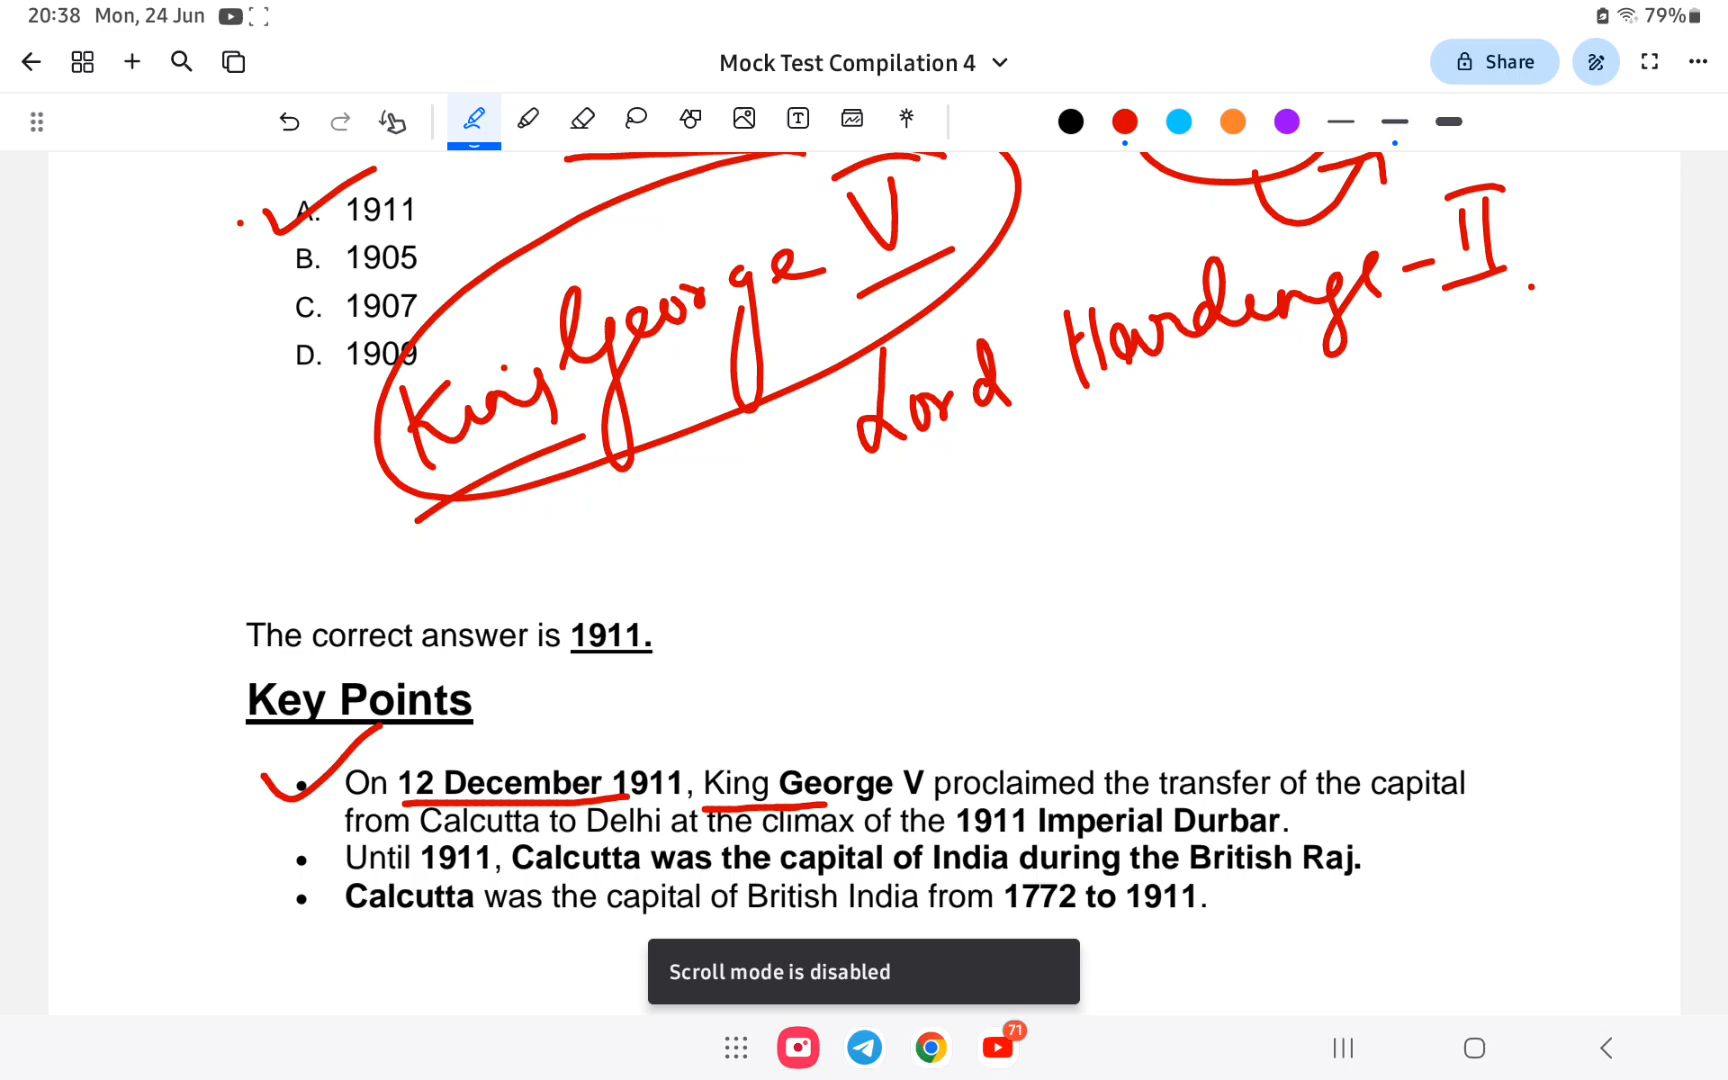 20:38 Mon, 24 Jun
79%
Mock Test Compilation 4
Share
A. 1911
B. 1905
C. 1907
D. 1909
King George V
Lord Hardinge - II.
The correct answer is 1911.
Key Points
• On 12 December 1911, King George V proclaimed the transfer of the capital
from Calcutta to Delhi at the climax of the 1911 Imperial Durbar.
• Until 1911, Calcutta was the capital of India during the British Raj.
• Calcutta was the capital of British India from 1772 to 1911.
Scroll mode is disabled
71